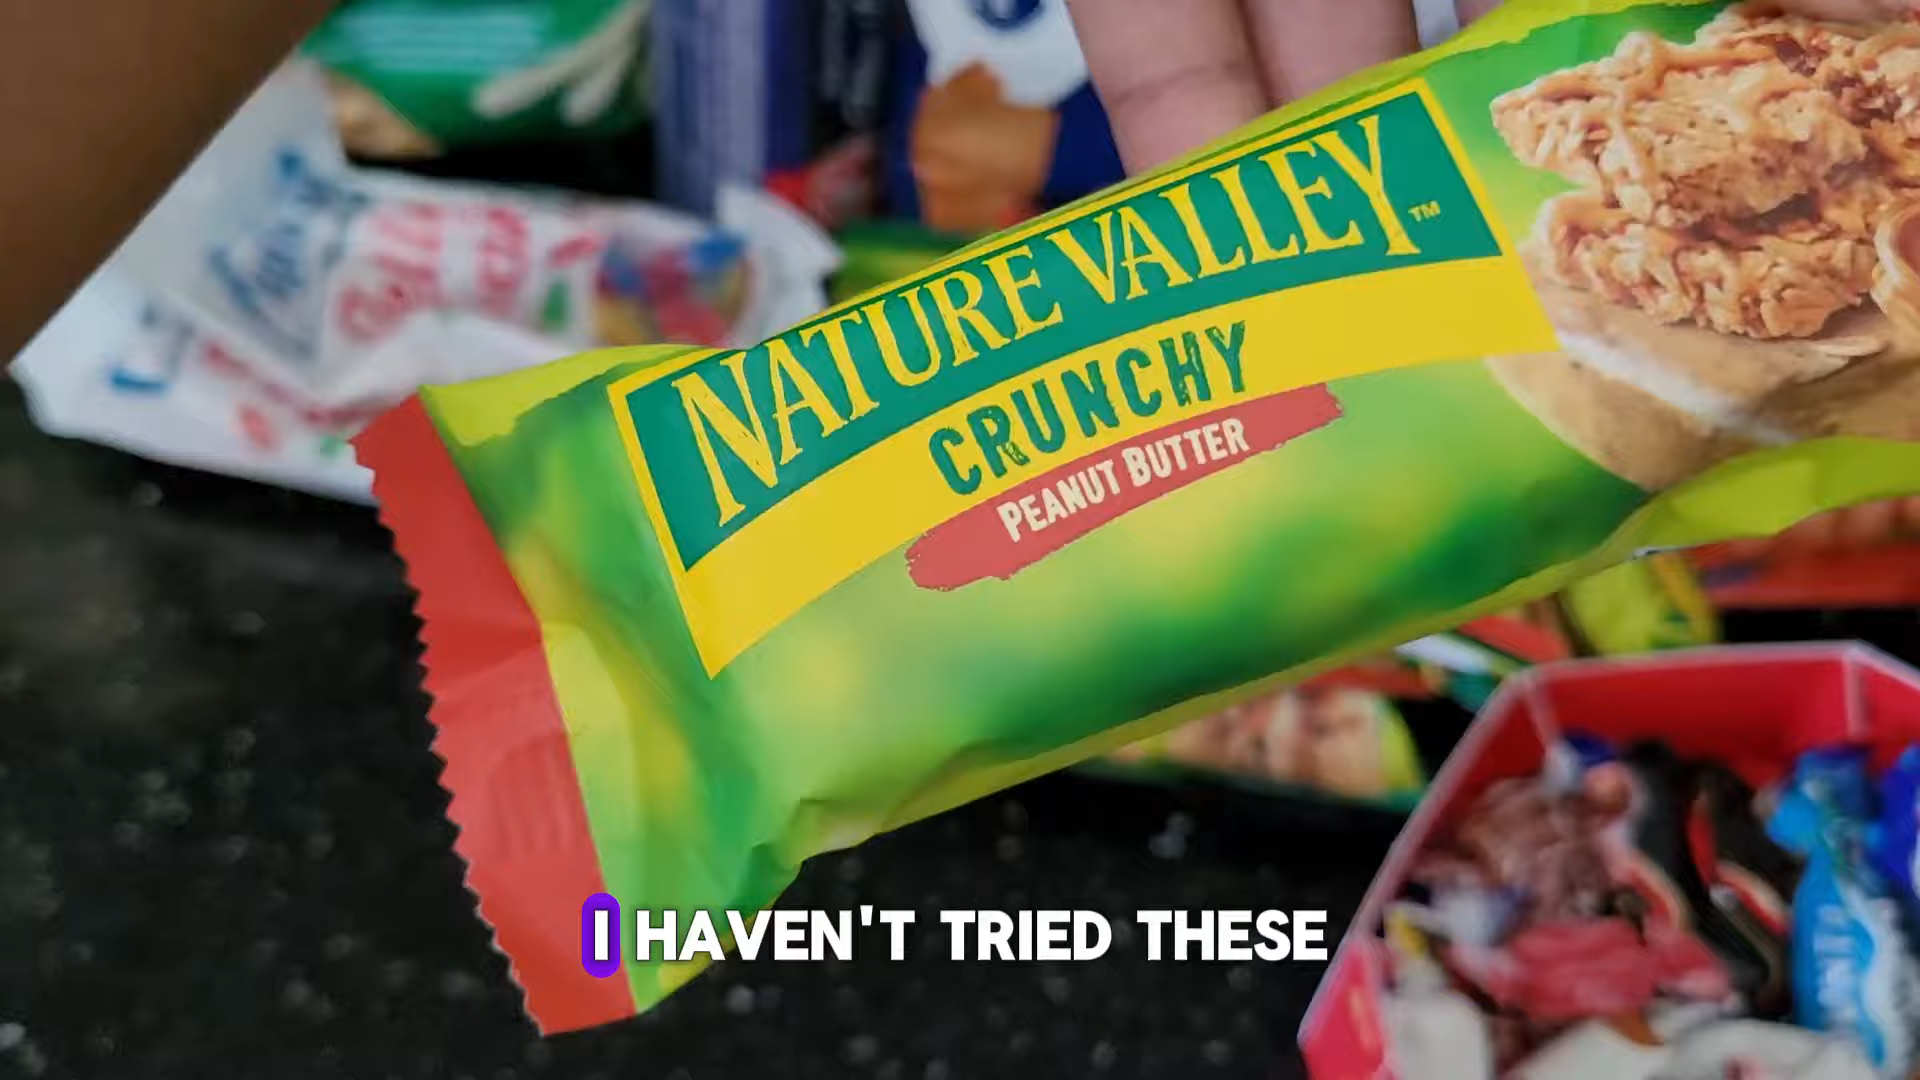 NATURE VALLEY™
CRUNCHY
PEANUT BUTTER
I HAVEN'T TRIED THESE